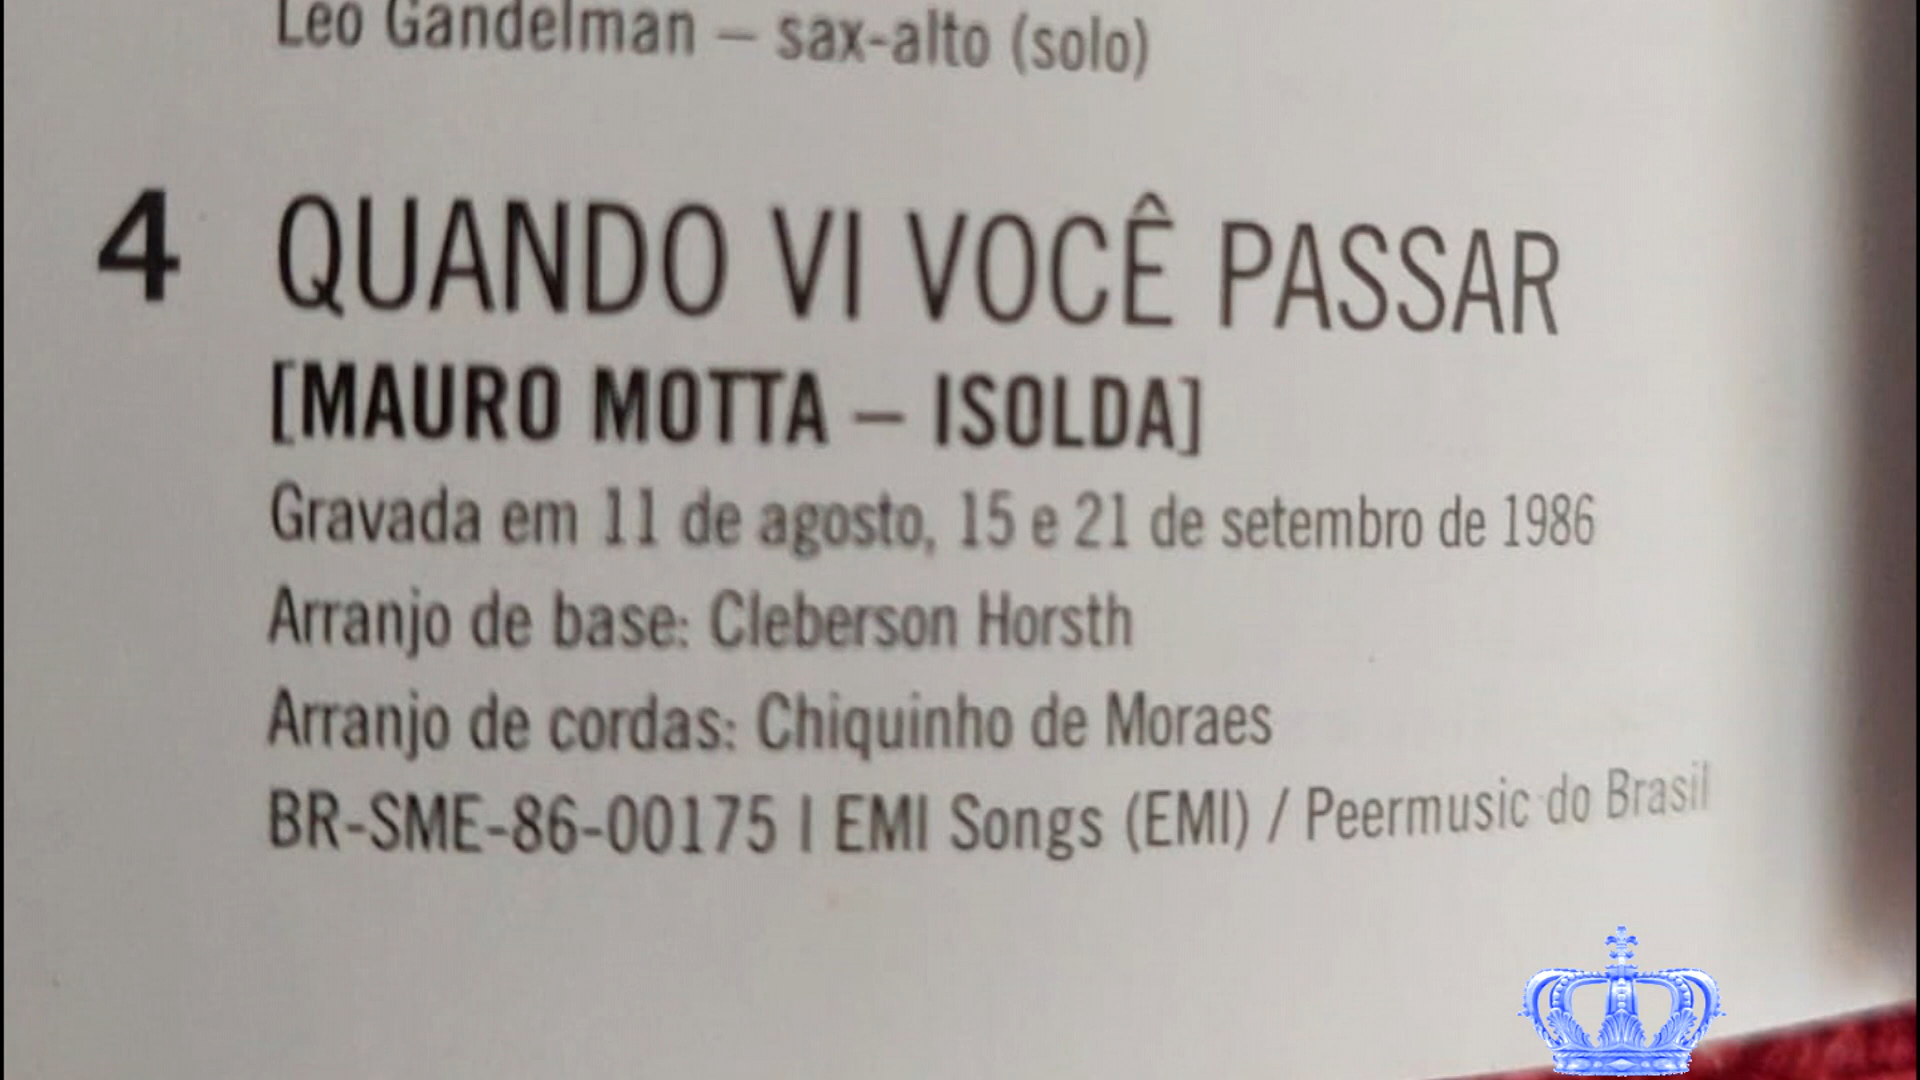 Leo Gandelman – sax-alto (solo)
4 QUANDO VI VOCÊ PASSAR
[MAURO MOTTA – ISOLDA]
Gravada em 11 de agosto, 15 e 21 de setembro de 1986
Arranjo de base: Cleberson Horsth
Arranjo de cordas: Chiquinho de Moraes
BR-SME-86-00175 | EMI Songs (EMI) / Peermusic do Brasil